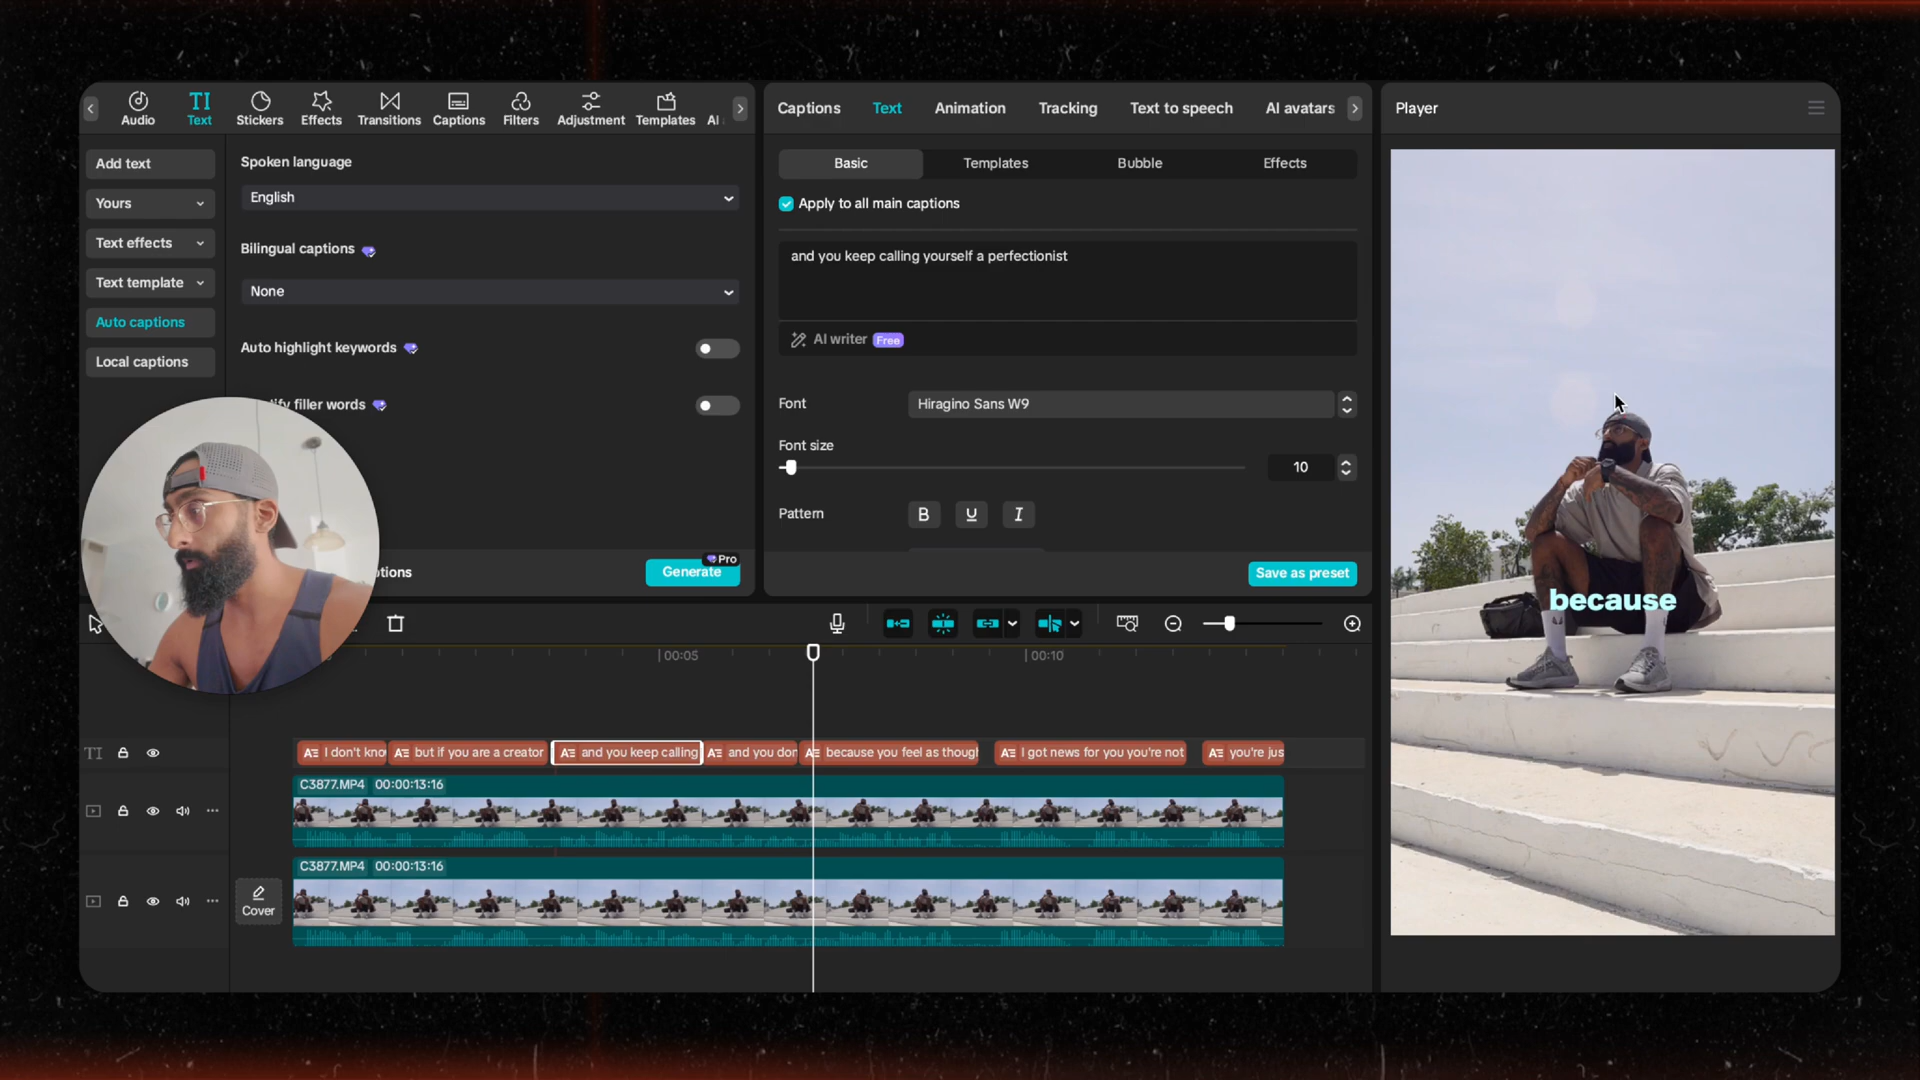 Audio
TI
Text
Stickers
Effects
Transitions
Captions
Filters
Adjustment
Templates
AI
Captions
Text
Animation
Tracking
Text to speech
AI avatars
Player
Add text
Yours
Text effects
Text template
Auto captions
Local captions
Spoken language
English
Bilingual captions
None
Auto highlight keywords
filler words
Pro
Generate
Basic
Templates
Bubble
Effects
Apply to all main captions
and you keep calling yourself a perfectionist
AI writer Free
Font
Hiragino Sans W9
Font size
10
Pattern
B U I
Save as preset
because
00:05
00:10
TI
A I don't kno
A but if you are a creator
A and you keep calling
A and you don
A because you feel as though
A I got news for you you're not
A you're jus
C3877.MP4 00:00:13:16
C3877.MP4 00:00:13:16
Cover